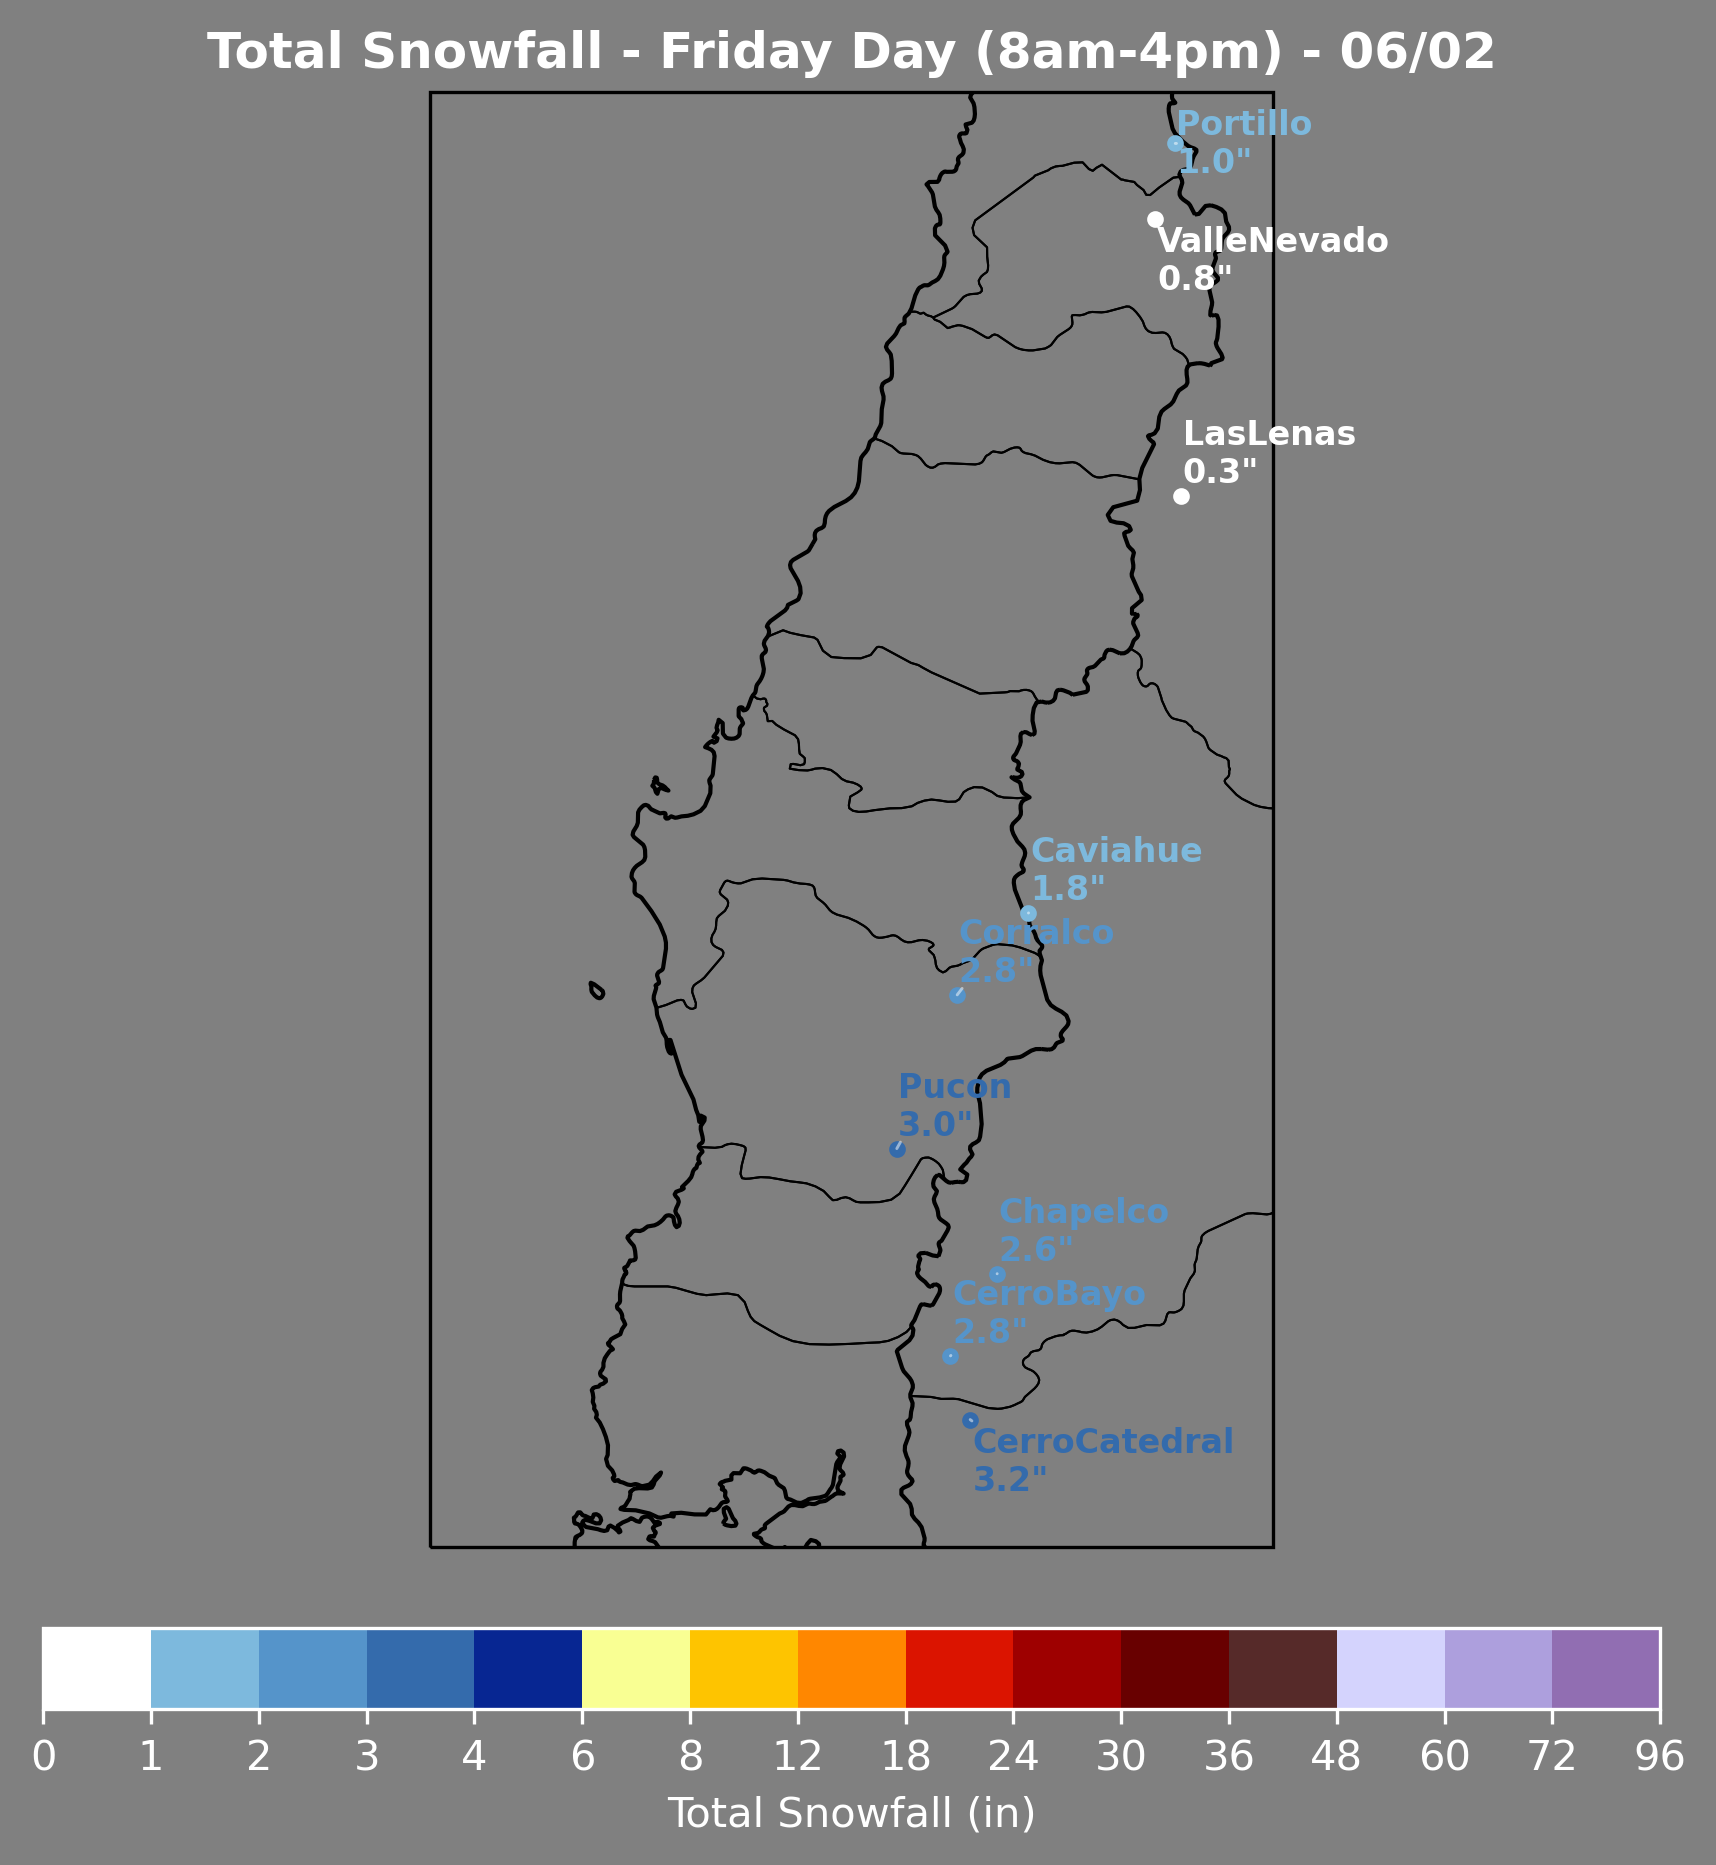 Total Snowfall - Friday Day (8am-4pm) - 06/02
Portillo
1.0"
ValleNevado
0.8"
LasLenas
0.3"
Caviahue
1.8"
Corralco
2.8"
Pucon
3.0"
Chapelco
2.6"
CerroBayo
2.8"
CerroCatedral
3.2"
0 1 2 3 4 6 8 12 18 24 30 36 48 60 72 96
Total Snowfall (in)